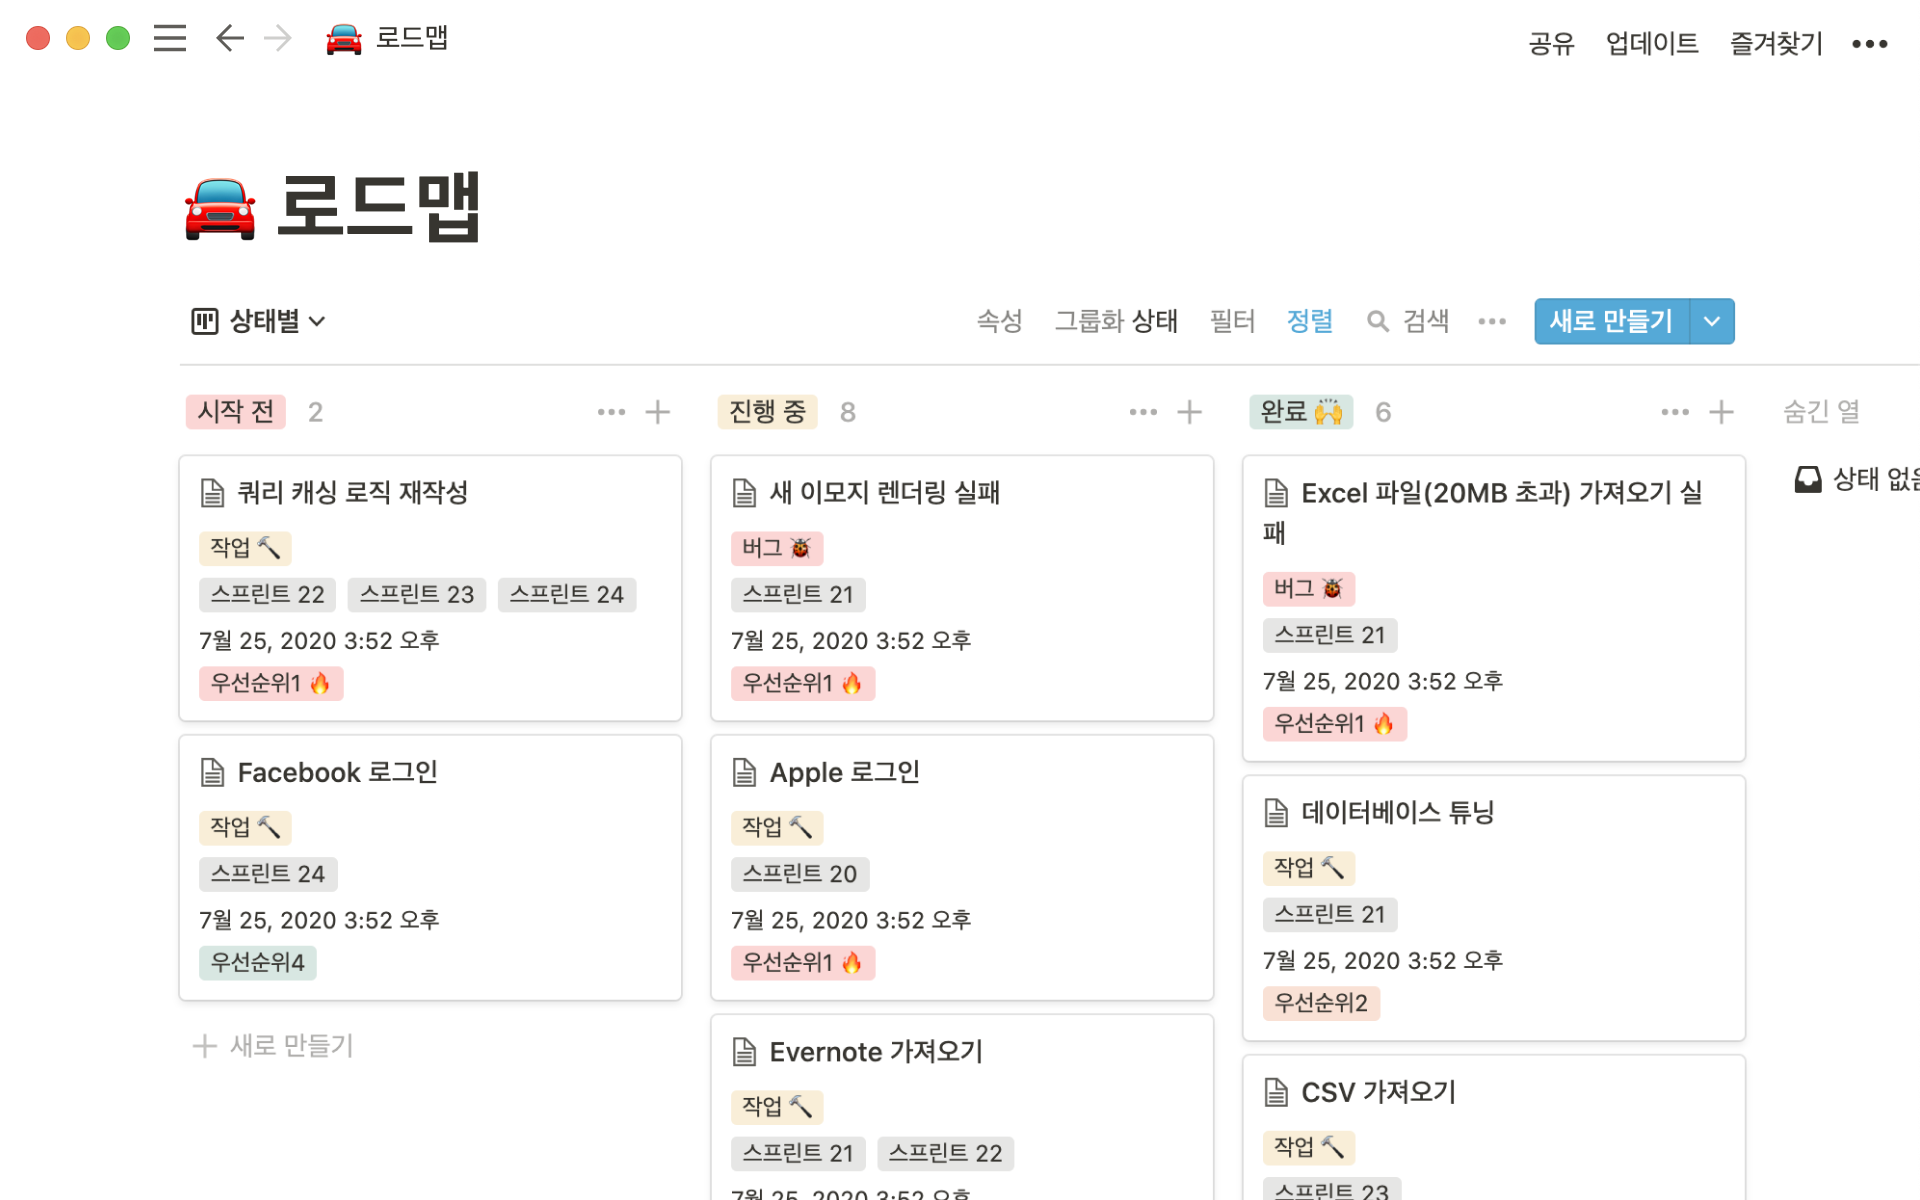 로드맵
공유 업데이트 즐겨찾기
로드맵
상태별
속성 그룹화 상태 필터 정렬 검색 새로 만들기
시작 전 2
쿼리 캐싱 로직 재작성
작업
스프린트 22 스프린트 23 스프린트 24
7월 25, 2020 3:52 오후
우선순위1
Facebook 로그인
작업
스프린트 24
7월 25, 2020 3:52 오후
우선순위4
새로 만들기
진행 중 8
새 이모지 렌더링 실패
버그
스프린트 21
7월 25, 2020 3:52 오후
우선순위1
Apple 로그인
작업
스프린트 20
7월 25, 2020 3:52 오후
우선순위1
Evernote 가져오기
작업
스프린트 21 스프린트 22
7월 25, 2020 3:52 오후
완료 6
Excel 파일(20MB 초과) 가져오기 실
패
버그
스프린트 21
7월 25, 2020 3:52 오후
우선순위1
데이터베이스 튜닝
작업
스프린트 21
7월 25, 2020 3:52 오후
우선순위2
CSV 가져오기
작업
스프린트 23
숨긴 열
상태 없음